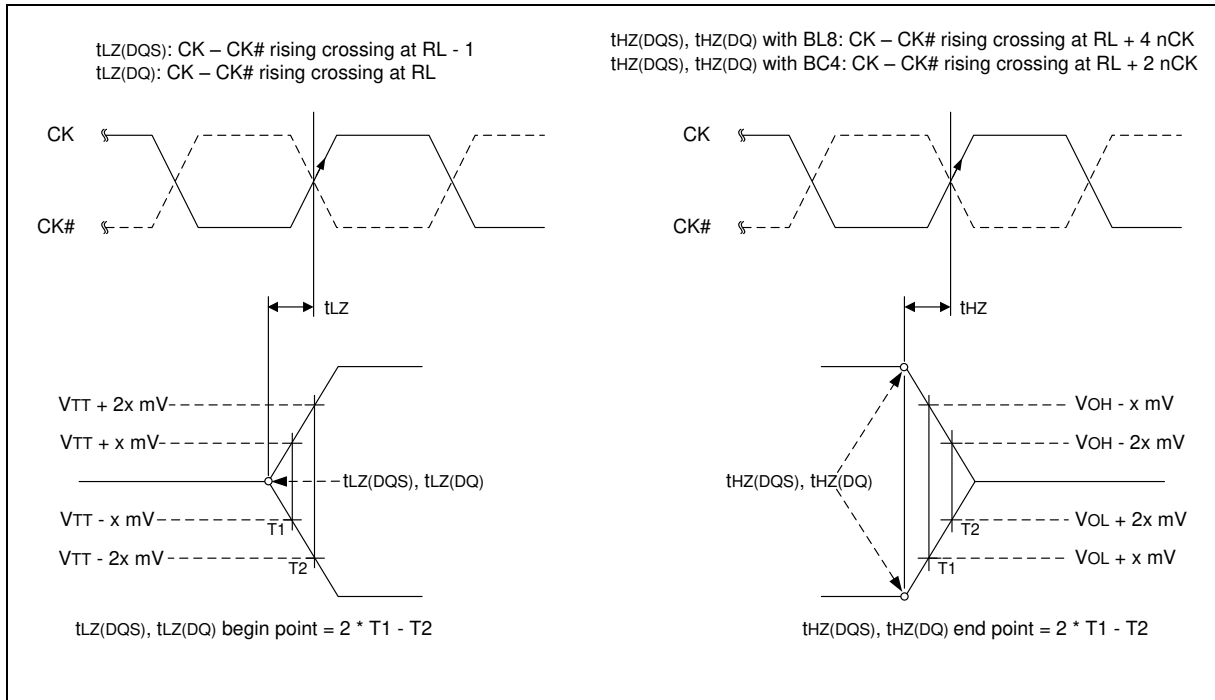 tLZ(DQS): CK – CK# rising crossing at RL - 1
tLZ(DQ): CK – CK# rising crossing at RL
tHZ(DQS), tHZ(DQ) with BL8: CK – CK# rising crossing at RL + 4 nCK
tHZ(DQS), tHZ(DQ) with BC4: CK – CK# rising crossing at RL + 2 nCK
CK
CK#
CK
CK#
tLZ
tHZ
VTT + 2x mV
VTT + x mV
tLZ(DQS), tLZ(DQ)
VTT - x mV
T1
VTT - 2x mV
T2
VOH - x mV
VOH - 2x mV
tHZ(DQS), tHZ(DQ)
VOL + 2x mV
T2
VOL + x mV
T1
tLZ(DQS), tLZ(DQ) begin point = 2 * T1 - T2
tHZ(DQS), tHZ(DQ) end point = 2 * T1 - T2